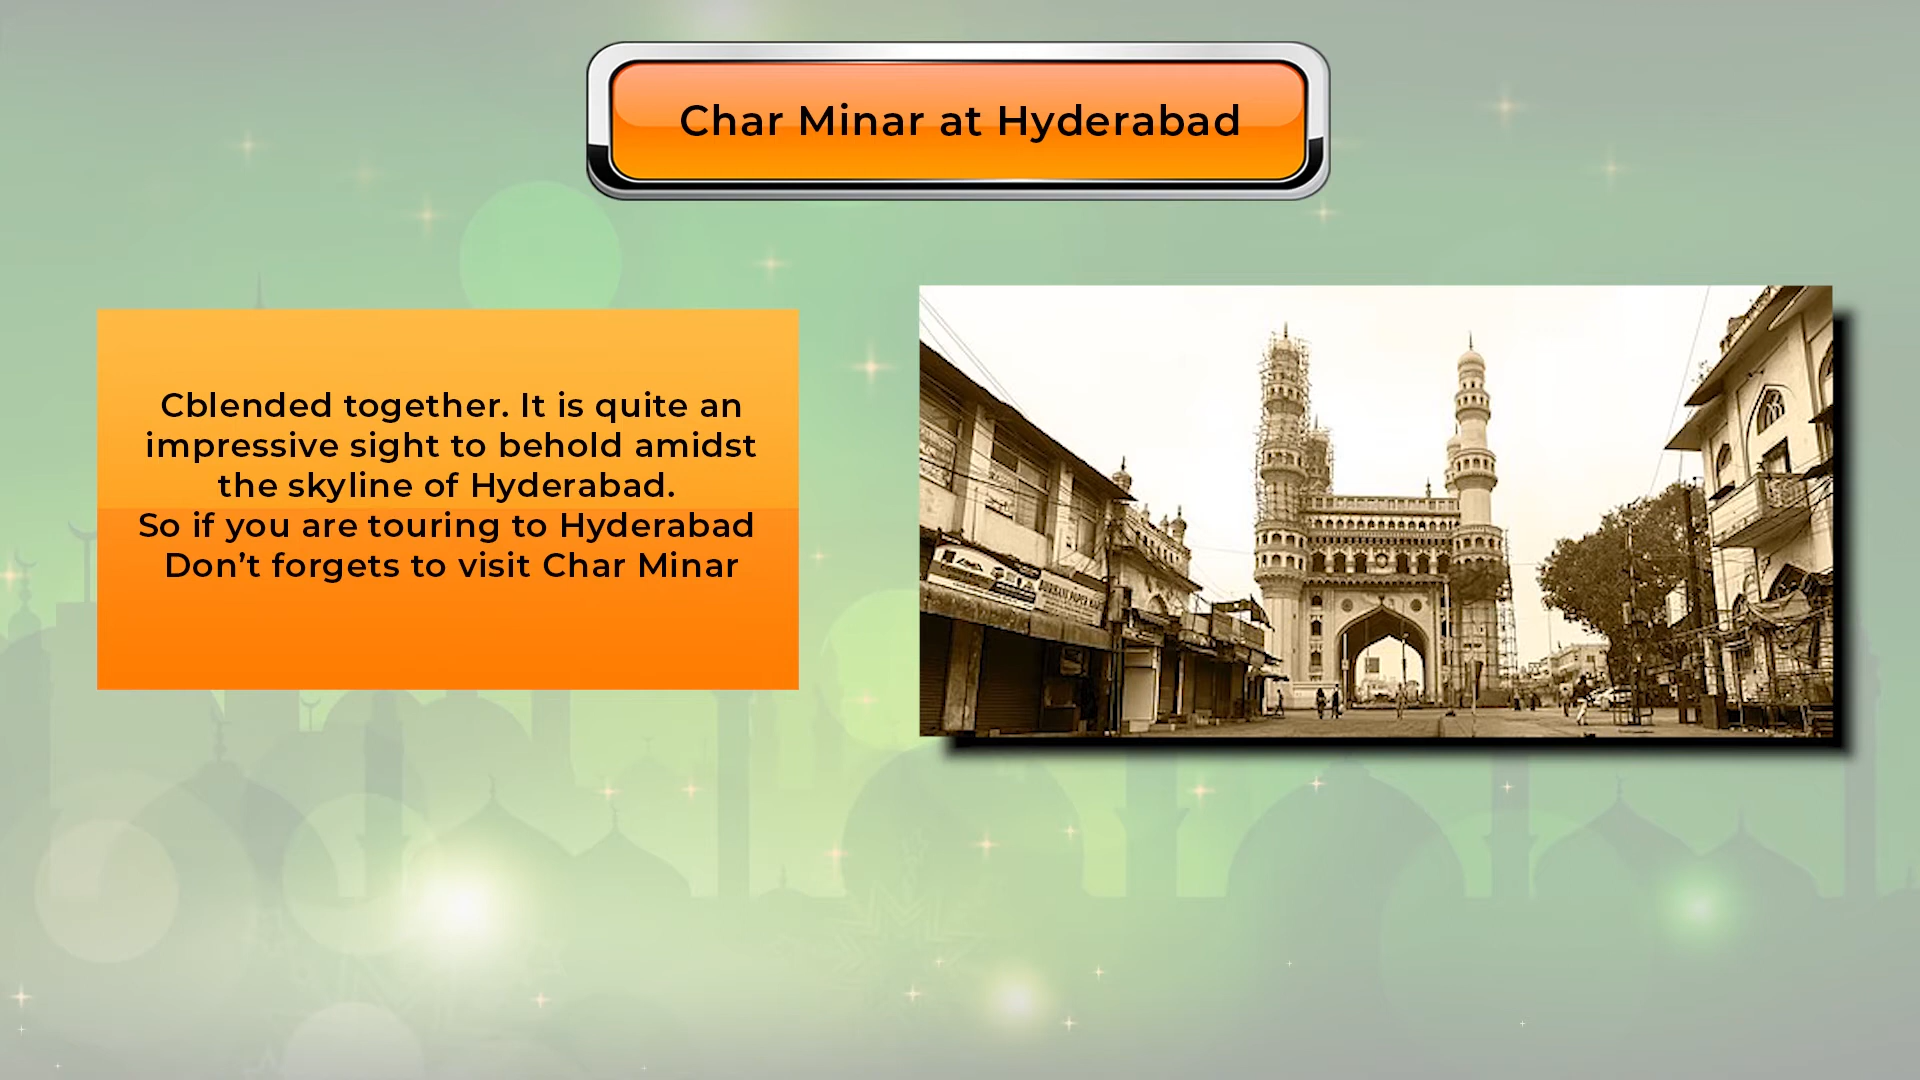 Char Minar at Hyderabad
Cblended together. It is quite an
impressive sight to behold amidst
the skyline of Hyderabad.
So if you are touring to Hyderabad
Don’t forgets to visit Char Minar